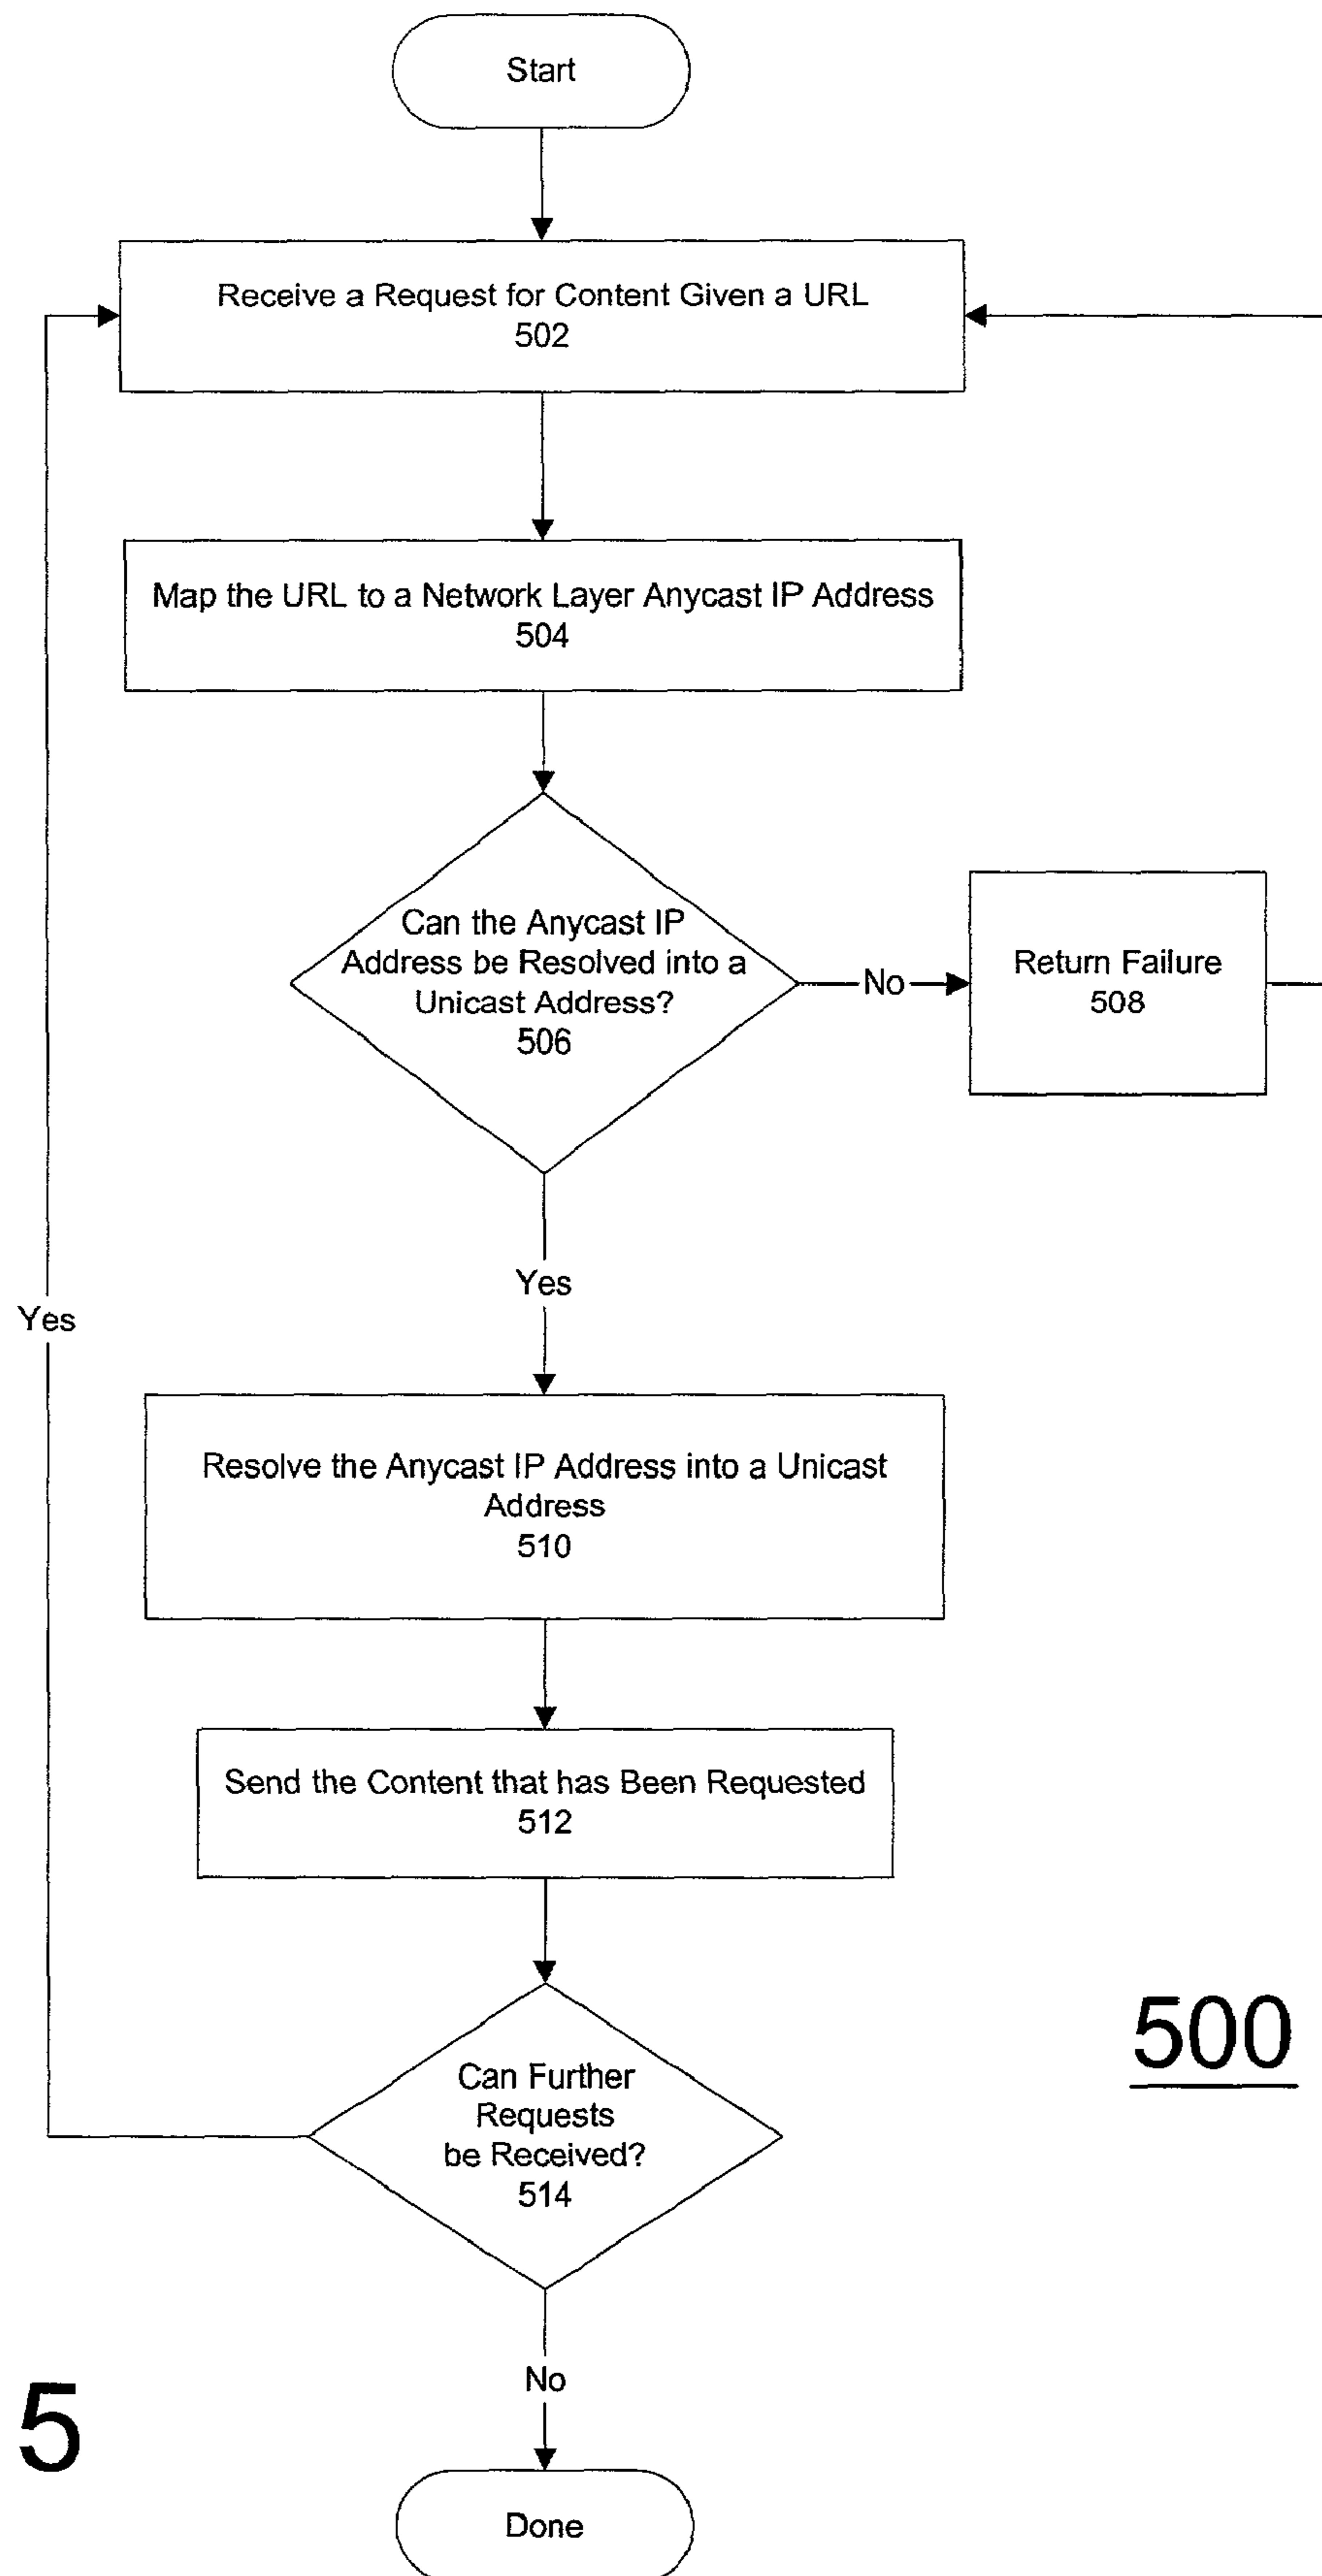 Start
Receive a Request for Content Given a URL
502
Map the URL to a Network Layer Anycast IP Address
504
Can the Anycast IP
Address be Resolved into a
Unicast Address?
506
No
Return Failure
508
Yes
Yes
Resolve the Anycast IP Address into a Unicast
Address
510
Send the Content that has Been Requested
512
Can Further
Requests
be Received?
514
500
No
5
Done